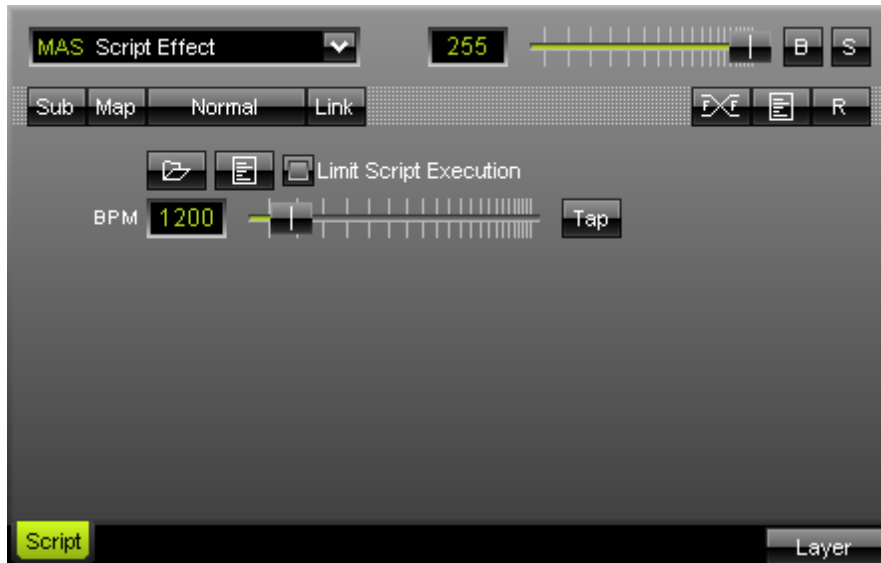 MAS Script Effect 255 B S
Sub Map Normal Link R
Limit Script Execution
BPM 1200 Tap
Script Layer